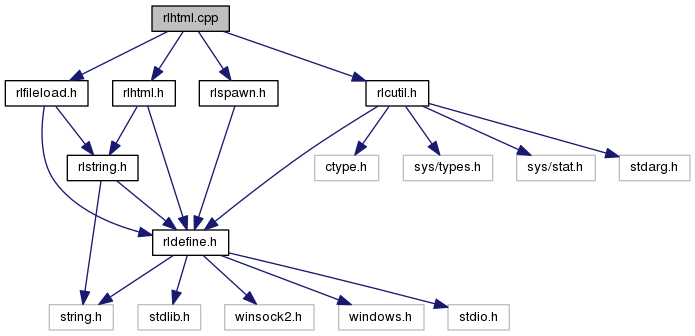 rlhtml.cpp
rlfileload.h
rlhtml.h
rlspawn.h
rlcutil.h
rlstring.h
ctype.h
sys/types.h
sys/stat.h
stdarg.h
rldefine.h
string.h
stdlib.h
winsock2.h
windows.h
stdio.h